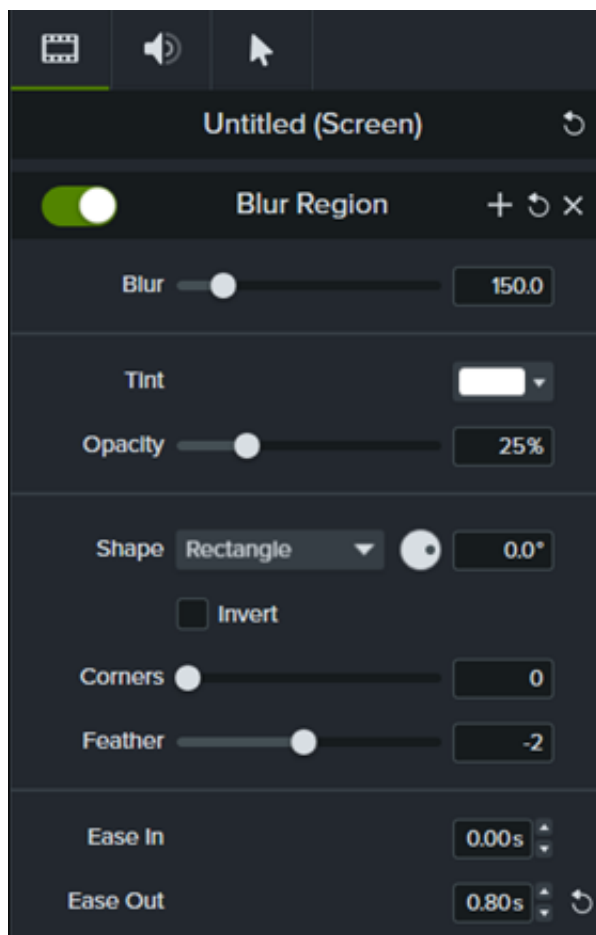 Untitled (Screen)
Blur Region
Blur 150.0
Tint
Opacity 25%
Shape Rectangle 0.0°
Invert
Corners 0
Feather -2
Ease In 0.00s
Ease Out 0.80s